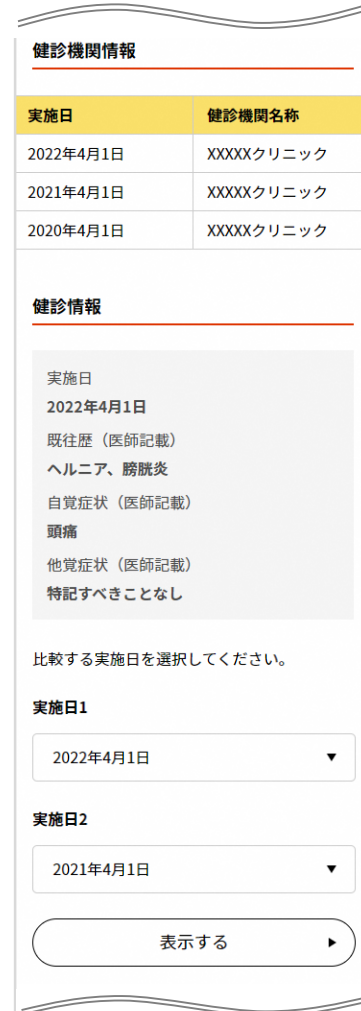 健診機関情報
実施日 健診機関名称
2022年4月1日 XXXXXクリニック
2021年4月1日 XXXXXクリニック
2020年4月1日 XXXXXクリニック
健診情報
実施日
2022年4月1日
既往歴（医師記載）
ヘルニア、膀胱炎
自覚症状（医師記載）
頭痛
他覚症状（医師記載）
特記すべきことなし
比較する実施日を選択してください。
実施日1
2022年4月1日
実施日2
2021年4月1日
表示する